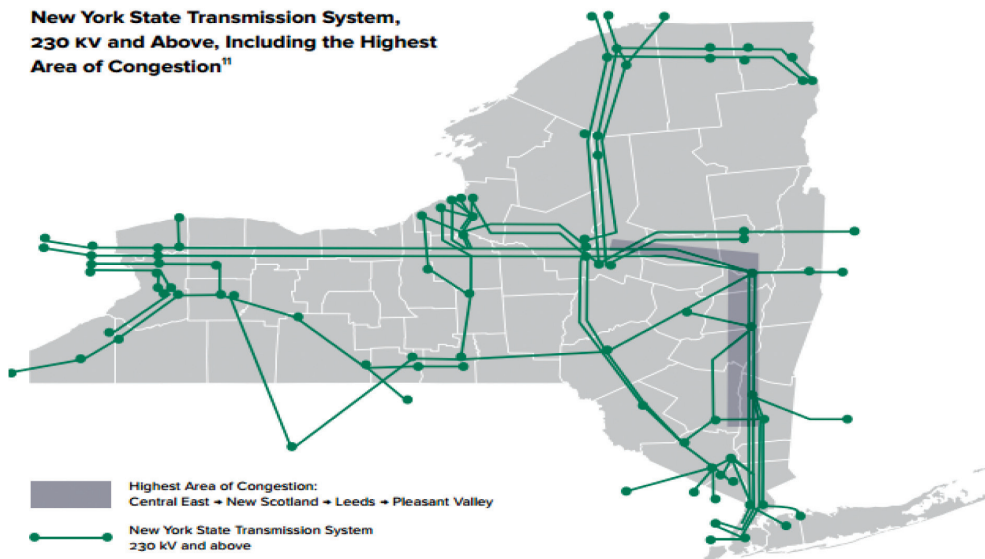 New York State Transmission System,
230 KV and Above, Including the Highest
Area of Congestion¹¹
Highest Area of Congestion:
Central East → New Scotland → Leeds → Pleasant Valley
New York State Transmission System
230 kV and above